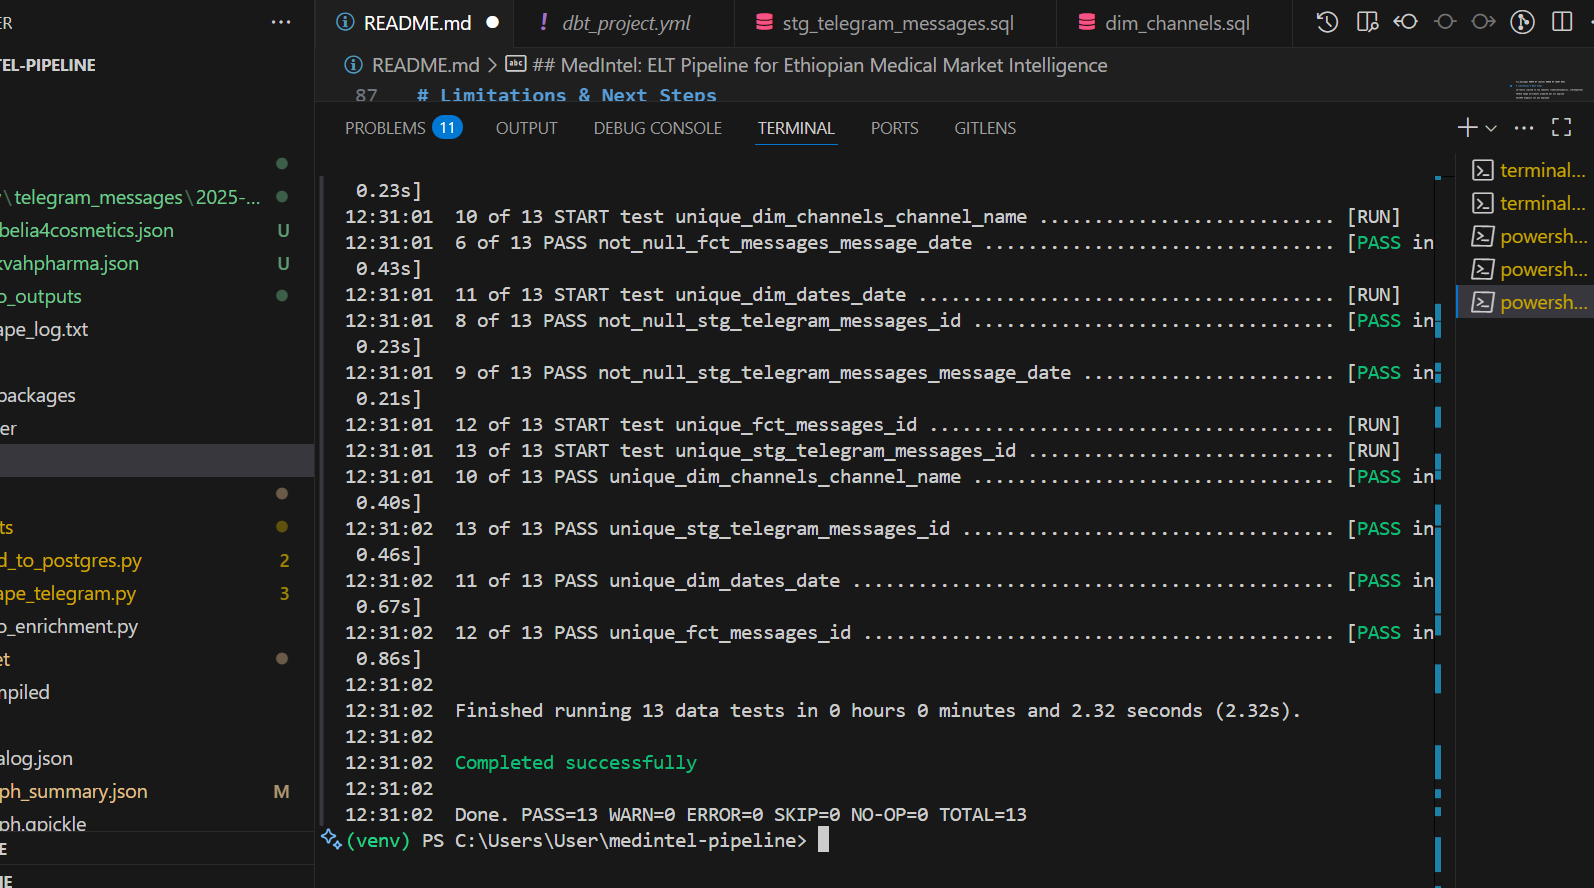 ER
···
README.md
dbt_project.yml
stg_telegram_messages.sql
dim_channels.sql
TEL-PIPELINE
README.md > abc ## MedIntel: ELT Pipeline for Ethiopian Medical Market Intelligence
87 # Limitations & Next Steps
PROBLEMS 11 OUTPUT DEBUG CONSOLE TERMINAL PORTS GITLENS
\telegram_messages\2025-...
belia4cosmetics.json U
kvahpharma.json U
o_outputs
ape_log.txt
packages
er
ts
d_to_postgres.py 2
ape_telegram.py 3
o_enrichment.py
et
mpiled
alog.json
ph_summary.json M
ph.gpickle
E
ME
0.23s]
12:31:01 10 of 13 START test unique_dim_channels_channel_name ........................... [RUN]
12:31:01 6 of 13 PASS not_null_fct_messages_message_date ................................ [PASS in
0.43s]
12:31:01 11 of 13 START test unique_dim_dates_date ...................................... [RUN]
12:31:01 8 of 13 PASS not_null_stg_telegram_messages_id ................................. [PASS in
0.23s]
12:31:01 9 of 13 PASS not_null_stg_telegram_messages_message_date ....................... [PASS in
0.21s]
12:31:01 12 of 13 START test unique_fct_messages_id ..................................... [RUN]
12:31:01 13 of 13 START test unique_stg_telegram_messages_id ............................ [RUN]
12:31:01 10 of 13 PASS unique_dim_channels_channel_name ................................. [PASS in
0.40s]
12:31:02 13 of 13 PASS unique_stg_telegram_messages_id .................................. [PASS in
0.46s]
12:31:02 11 of 13 PASS unique_dim_dates_date ............................................ [PASS in
0.67s]
12:31:02 12 of 13 PASS unique_fct_messages_id ........................................... [PASS in
0.86s]
12:31:02
12:31:02 Finished running 13 data tests in 0 hours 0 minutes and 2.32 seconds (2.32s).
12:31:02
12:31:02 Completed successfully
12:31:02
12:31:02 Done. PASS=13 WARN=0 ERROR=0 SKIP=0 NO-OP=0 TOTAL=13
(venv) PS C:\Users\User\medintel-pipeline>
terminal...
terminal...
powersh...
powersh...
powersh...